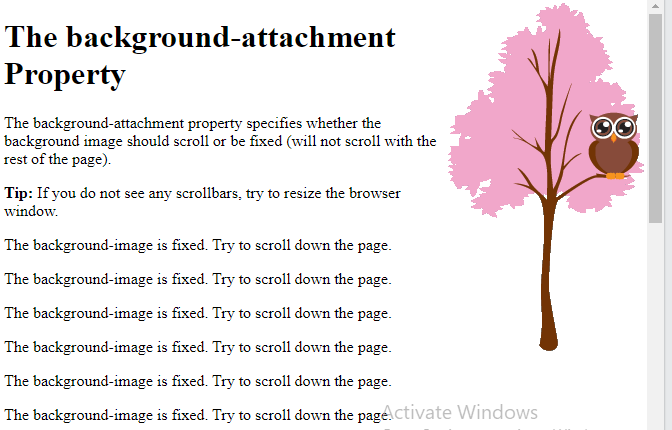 The background-attachment
Property
The background-attachment property specifies whether the
background image should scroll or be fixed (will not scroll with the
rest of the page).
Tip: If you do not see any scrollbars, try to resize the browser
window.
The background-image is fixed. Try to scroll down the page.
The background-image is fixed. Try to scroll down the page.
The background-image is fixed. Try to scroll down the page.
The background-image is fixed. Try to scroll down the page.
The background-image is fixed. Try to scroll down the page.
The background-image is fixed. Try to scroll down the page.
Activate Windows